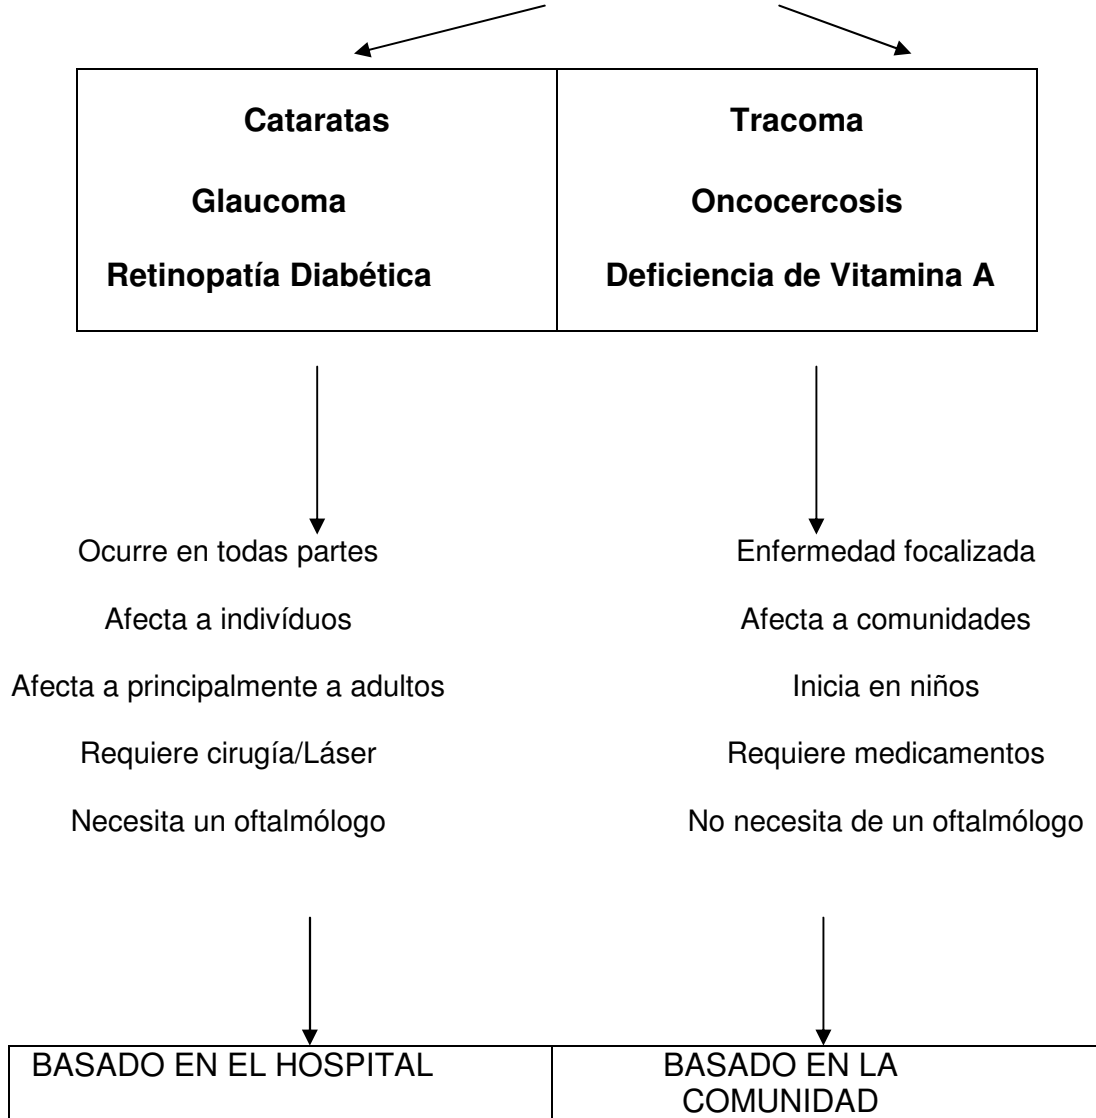 Cataratas
Glaucoma
Retinopatía Diabética
Tracoma
Oncocercosis
Deficiencia de Vitamina A
Ocurre en todas partes
Afecta a indivíduos
Afecta a principalmente a adultos
Requiere cirugía/Láser
Necesita un oftalmólogo
Enfermedad focalizada
Afecta a comunidades
Inicia en niños
Requiere medicamentos
No necesita de un oftalmólogo
BASADO EN EL HOSPITAL
BASADO EN LA
COMUNIDAD